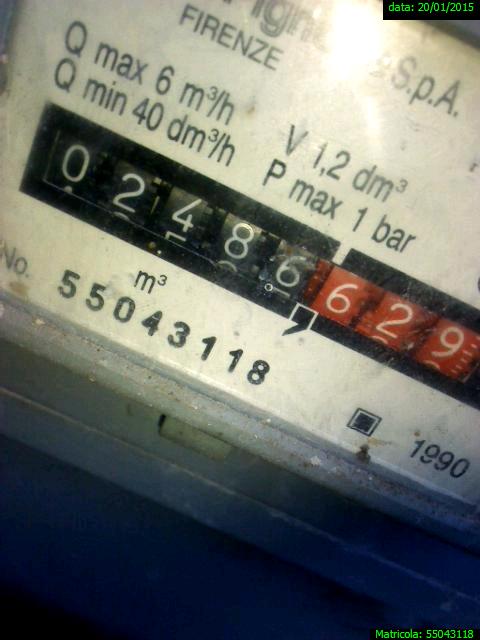 data: 20/01/2015
S.p.A.
FIRENZE
Q max 6 m³/h
Q min 40 dm³/h
V 1,2 dm³
P max 1 bar
0 2 4 8 6 , 6 2 9
m³
No. 55043118
1990
Matricola: 55043118